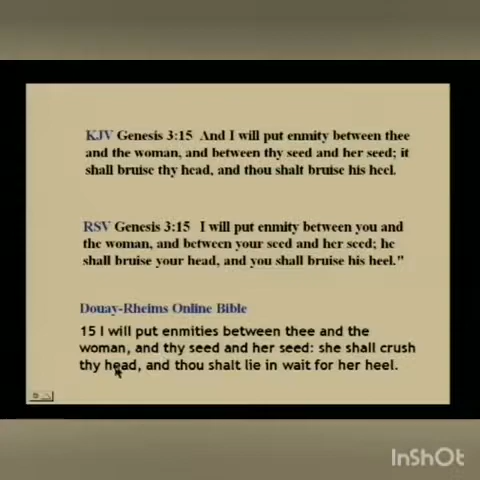 KJV Genesis 3:15 And I will put enmity between thee
and the woman, and between thy seed and her seed; it
shall bruise thy head, and thou shalt bruise his heel.
RSV Genesis 3:15 I will put enmity between you and
the woman, and between your seed and her seed; he
shall bruise your head, and you shall bruise his heel."
Douay-Rheims Online Bible
15 I will put enmities between thee and the
woman, and thy seed and her seed: she shall crush
thy head, and thou shalt lie in wait for her heel.
InShOt